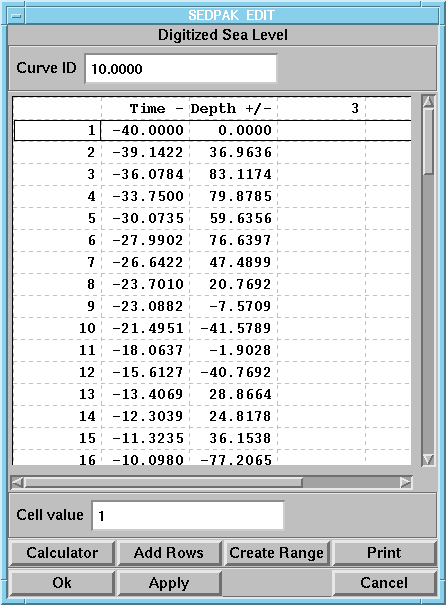 SEDPAK EDIT
Digitized Sea Level
Curve ID 10.0000
Time - Depth +/- 3
1 -40.0000 0.0000
2 -39.1422 36.9636
3 -36.0784 83.1174
4 -33.7500 79.8785
5 -30.0735 59.6356
6 -27.9902 76.6397
7 -26.6422 47.4899
8 -23.7010 20.7692
9 -23.0882 -7.5709
10 -21.4951 -41.5789
11 -18.0637 -1.9028
12 -15.6127 -40.7692
13 -13.4069 28.8664
14 -12.3039 24.8178
15 -11.3235 36.1538
16 -10.0980 -77.2065
Cell value 1
Calculator Add Rows Create Range Print
Ok Apply Cancel